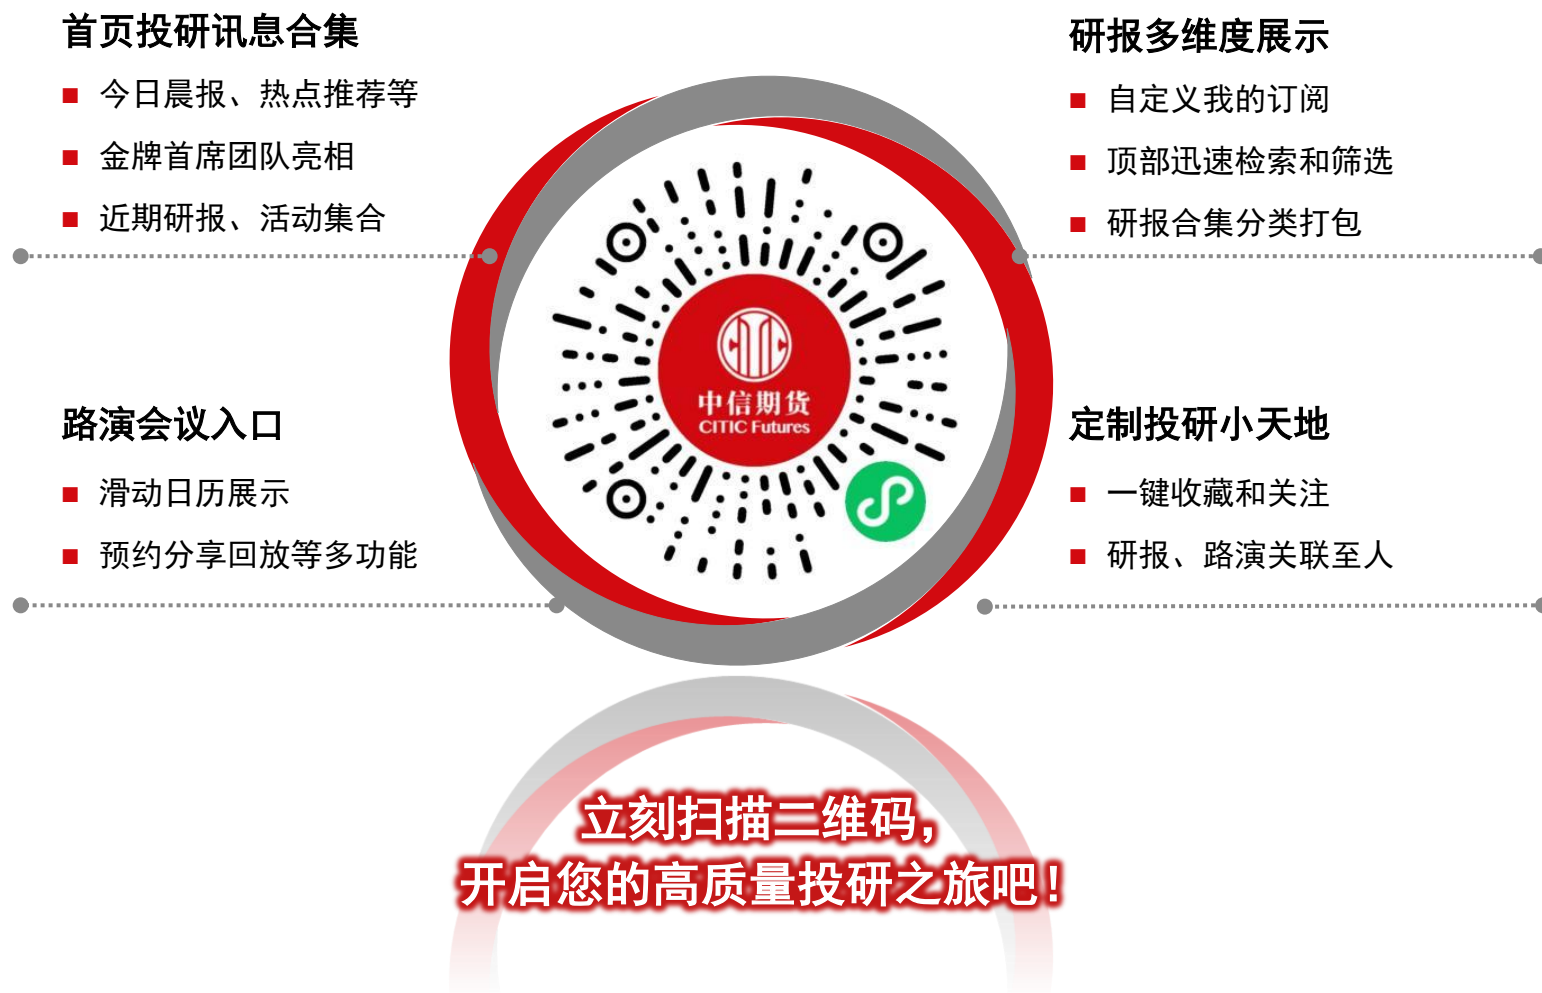 首页投研讯息合集
今日晨报、热点推荐等
金牌首席团队亮相
近期研报、活动集合
研报多维度展示
自定义我的订阅
顶部迅速检索和筛选
研报合集分类打包
中信期货
CITIC Futures
路演会议入口
滑动日历展示
预约分享回放等多功能
定制投研小天地
一键收藏和关注
研报、路演关联至人
立刻扫描二维码，
开启您的高质量投研之旅吧！